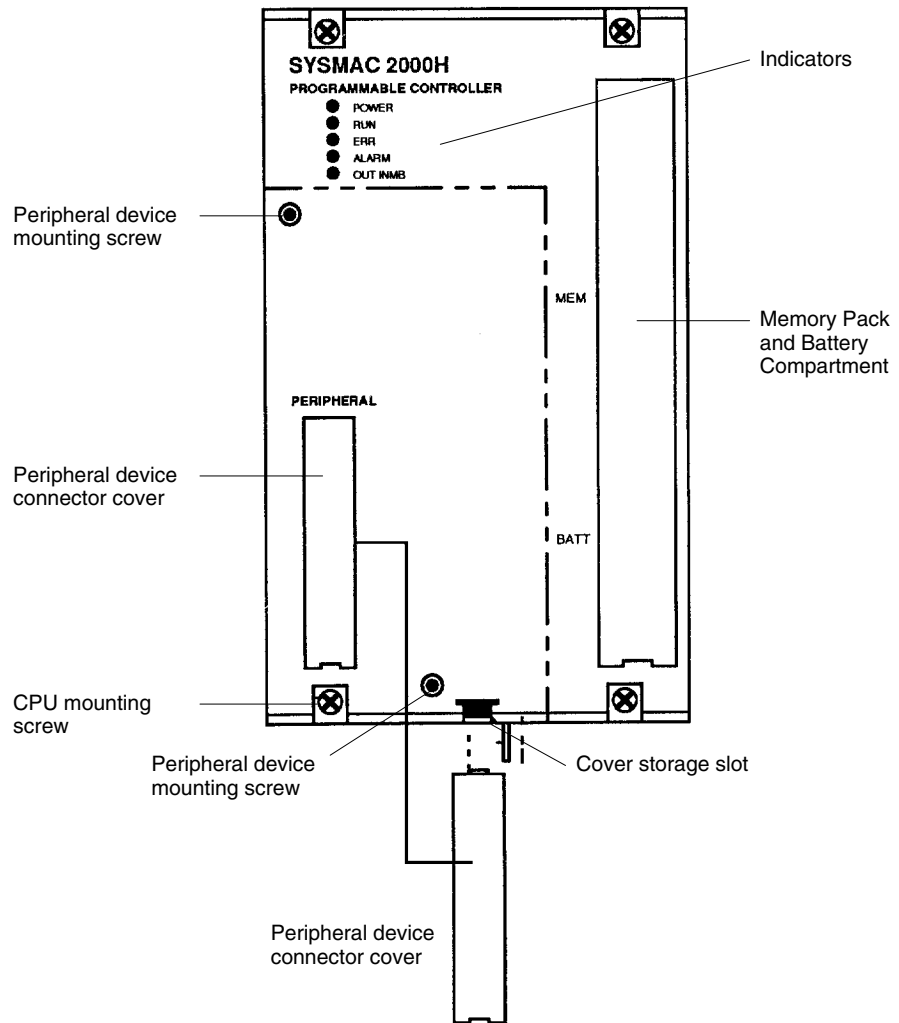 SYSMAC 2000H
PROGRAMMABLE CONTROLLER
POWER
RUN
ERR
ALARM
OUT INMB
Indicators
Peripheral device
mounting screw
MEM
Memory Pack
and Battery
Compartment
PERIPHERAL
Peripheral device
connector cover
BATT
CPU mounting
screw
Peripheral device
mounting screw
Cover storage slot
Peripheral device
connector cover